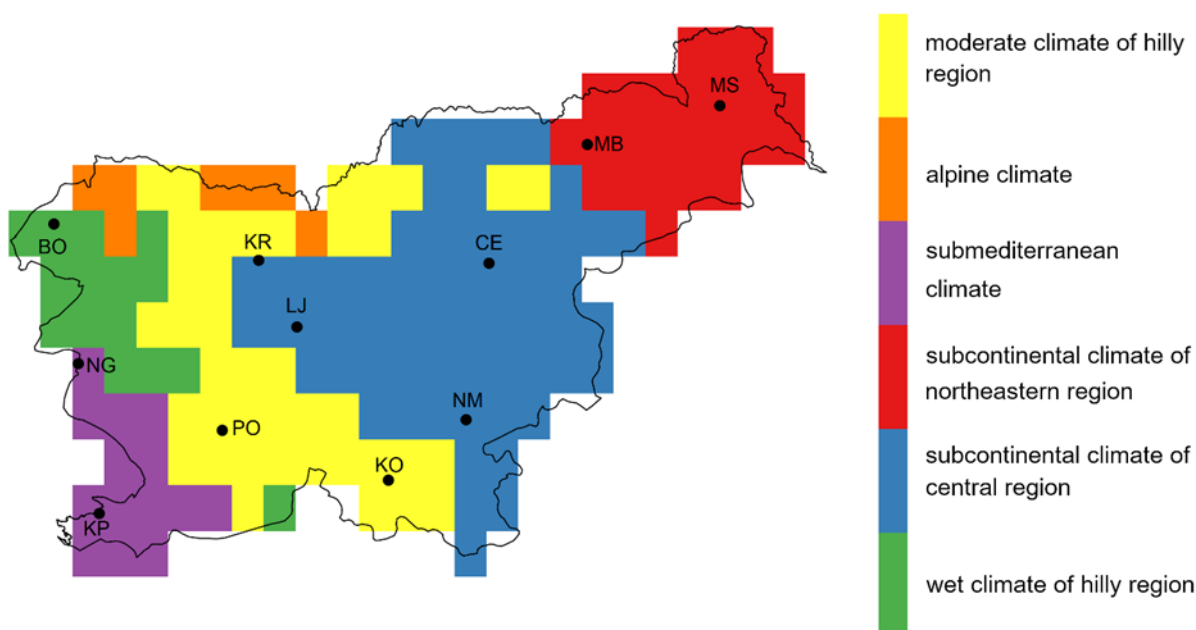 MS
MB
BO
KR
CE
LJ
NG
NM
PO
KO
KP
moderate climate of hilly
region
alpine climate
submediterranean
climate
subcontinental climate of
northeastern region
subcontinental climate of
central region
wet climate of hilly region